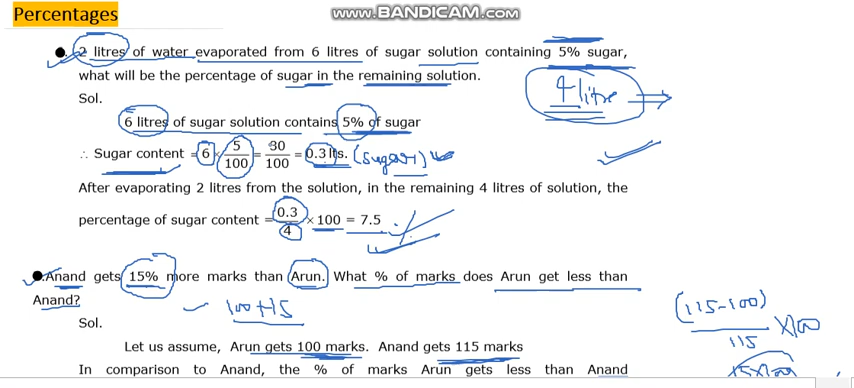 Percentages
www.BANDICAM.com
2 litres of water evaporated from 6 litres of sugar solution containing 5% sugar,
what will be the percentage of sugar in the remaining solution.
4 litre
Sol.
6 litres of sugar solution contains 5% of sugar
∴ Sugar content = 6 × 5/100 = 30/100 = 0.3 lts. (sugar)
After evaporating 2 litres from the solution, in the remaining 4 litres of solution, the
percentage of sugar content = 0.3/4 × 100 = 7.5 %
Anand gets 15% more marks than Arun. What % of marks does Arun get less than
Anand?
100+15
Sol.
(115-100)/115 ×100
Let us assume, Arun gets 100 marks. Anand gets 115 marks
In comparison to Anand, the % of marks Arun gets less than Anand
15×100